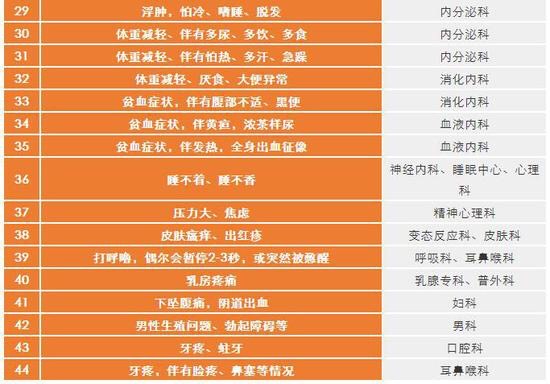 29 浮肿，怕冷、嗜睡、脱发 内分泌科
30 体重减轻、伴有多尿、多饮、多食 内分泌科
31 体重减轻、伴有怕热、多汗、急躁 内分泌科
32 体重减轻、厌食、大便异常 消化内科
33 贫血症状，伴有腹部不适、黑便 消化内科
34 贫血症状，伴黄疸，浓茶样尿 血液内科
35 贫血症状，伴发热，全身出血征像 血液内科
36 睡不着、睡不香 神经内科、睡眠中心、心理
科
37 压力大、焦虑 精神心理科
38 皮肤瘙痒、出红疹 变态反应科、皮肤科
39 打呼噜，偶尔会暂停2-3秒，或突然被憋醒 呼吸科、耳鼻喉科
40 乳房疼痛 乳腺专科、普外科
41 下坠腹痛，阴道出血 妇科
42 男性生殖问题、勃起障碍等 男科
43 牙疼、蛀牙 口腔科
44 牙疼，伴有脸疼、鼻塞等情况 耳鼻喉科